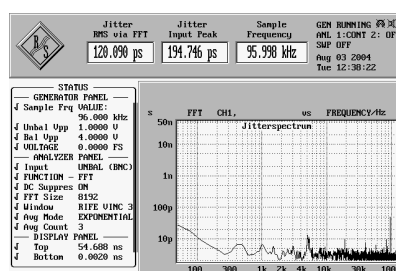 Jitter RMS via FFT
120.090 ps
Jitter Input Peak
194.746 ps
Sample Frequency
95.998 kHz
GEN RUNNING
ANL 1:CONT 2: OF
SWP OFF
Aug 03 2004
Tue 12:38:22
STATUS
GENERATOR PANEL
Sample Frq VALUE:
96.000 kHz
Unbal Vpp 1.0000 V
Bal Vpp 4.0000 V
VOLTAGE 0.0000 FS
ANALYZER PANEL
Input UNBAL (BNC)
FUNCTION - FFT
DC Suppres ON
FFT Size 8192
Window RIFE VINC 3
Avg Mode EXPONENTIAL
Avg Count 3
DISPLAY PANEL
Top 54.688 ns
Bottom 0.0020 ns
s FFT CH1, vs FREQUENCY/Hz
Jitterspectrum
50n
10n
1n
100p
10p
100 300 1k 2k 4k 10k 30k 100